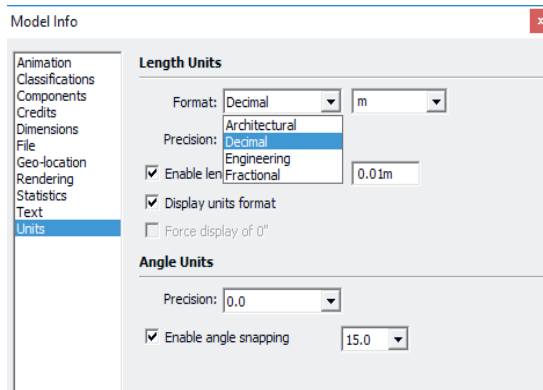 Model Info
x
Animation
Classifications
Components
Credits
Dimensions
File
Geo-location
Rendering
Statistics
Text
Units
Length Units
Format: Decimal m
Architectural
Decimal
Engineering
Fractional
Precision:
Enable len 0.01m
Display units format
Force display of 0"
Angle Units
Precision: 0.0
Enable angle snapping 15.0